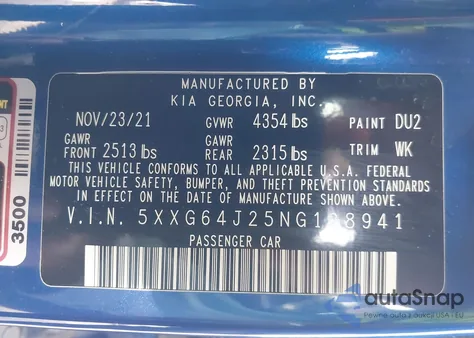 MANUFACTURED BY
KIA GEORGIA, INC.
NOV/23/21 GVWR 4354 lbs PAINT DU2
GAWR GAWR
FRONT 2513 lbs REAR 2315 lbs TRIM WK
THIS VEHICLE CONFORMS TO ALL APPLICABLE U.S.A. FEDERAL
MOTOR VEHICLE SAFETY, BUMPER, AND THEFT PREVENTION STANDARDS
IN EFFECT ON THE DATE OF MANUFACTURE SHOWN ABOVE.
V.I.N.
PASSENGER CAR
3500
autoSnap